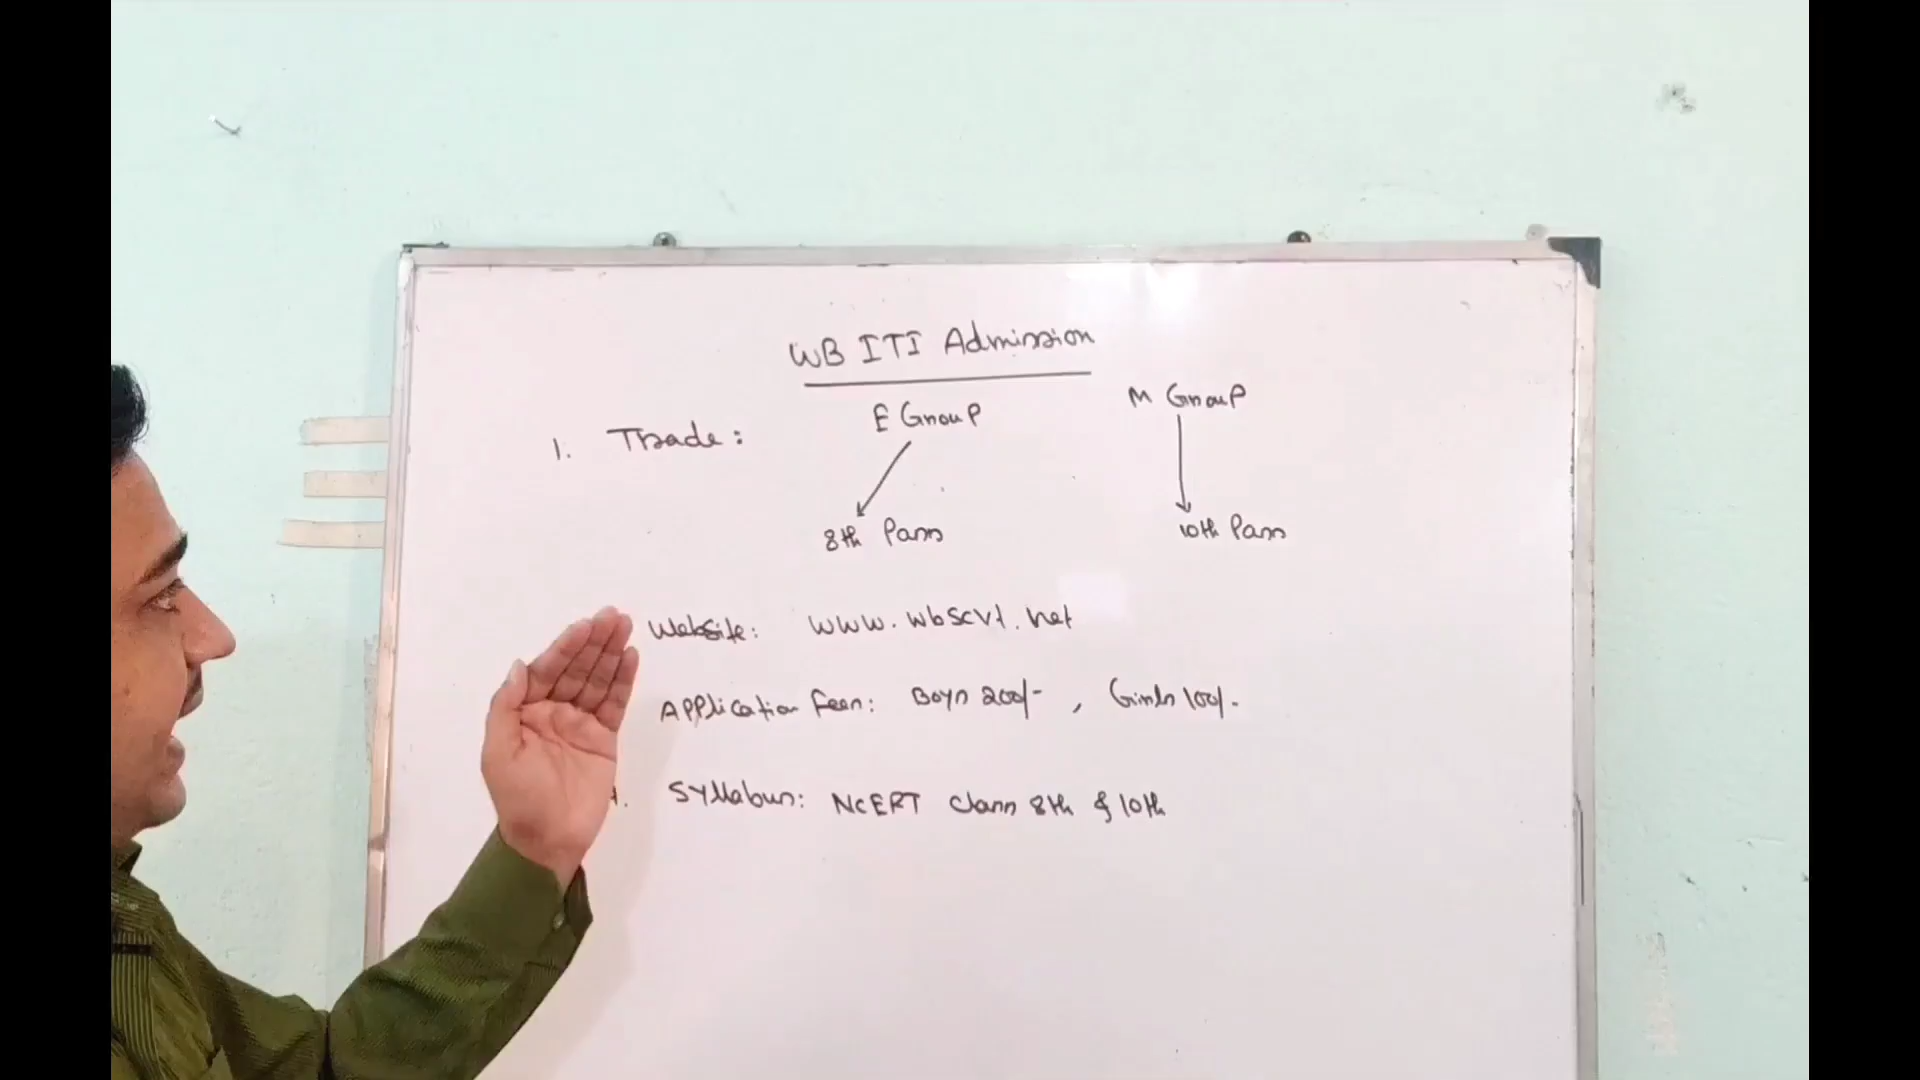 WB ITI Admission
1. Trade: E Group M Group
8th Pass 10th Pass
Website: www.wbscvt.net
Application Fees: Boys 200/- , Girls 100/-
Syllabus: NCERT Class 8th & 10th